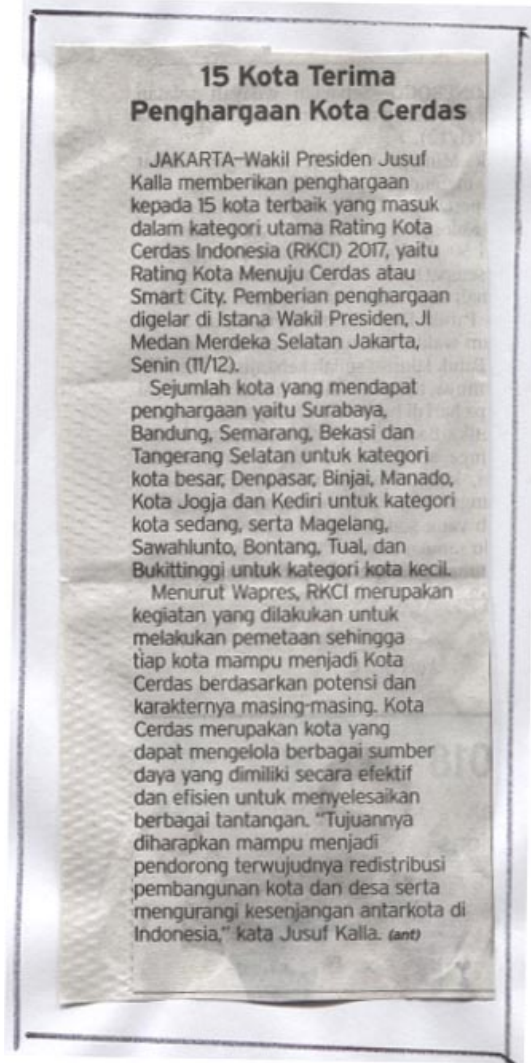 15 Kota Terima
Penghargaan Kota Cerdas
JAKARTA–Wakil Presiden Jusuf
Kalla memberikan penghargaan
kepada 15 kota terbaik yang masuk
dalam kategori utama Rating Kota
Cerdas Indonesia (RKCI) 2017, yaitu
Rating Kota Menuju Cerdas atau
Smart City. Pemberian penghargaan
digelar di Istana Wakil Presiden, Jl
Medan Merdeka Selatan Jakarta,
Senin (11/12).
Sejumlah kota yang mendapat
penghargaan yaitu Surabaya,
Bandung, Semarang, Bekasi dan
Tangerang Selatan untuk kategori
kota besar, Denpasar, Binjai, Manado,
Kota Jogja dan Kediri untuk kategori
kota sedang, serta Magelang,
Sawahlunto, Bontang, Tual, dan
Bukittinggi untuk kategori kota kecil.
Menurut Wapres, RKCI merupakan
kegiatan yang dilakukan untuk
melakukan pemetaan sehingga
tiap kota mampu menjadi Kota
Cerdas berdasarkan potensi dan
karakternya masing-masing. Kota
Cerdas merupakan kota yang
dapat mengelola berbagai sumber
daya yang dimiliki secara efektif
dan efisien untuk menyelesaikan
berbagai tantangan. “Tujuannya
diharapkan mampu menjadi
pendorong terwujudnya redistribusi
pembangunan kota dan desa serta
mengurangi kesenjangan antarkota di
Indonesia,” kata Jusuf Kalla. (ant)